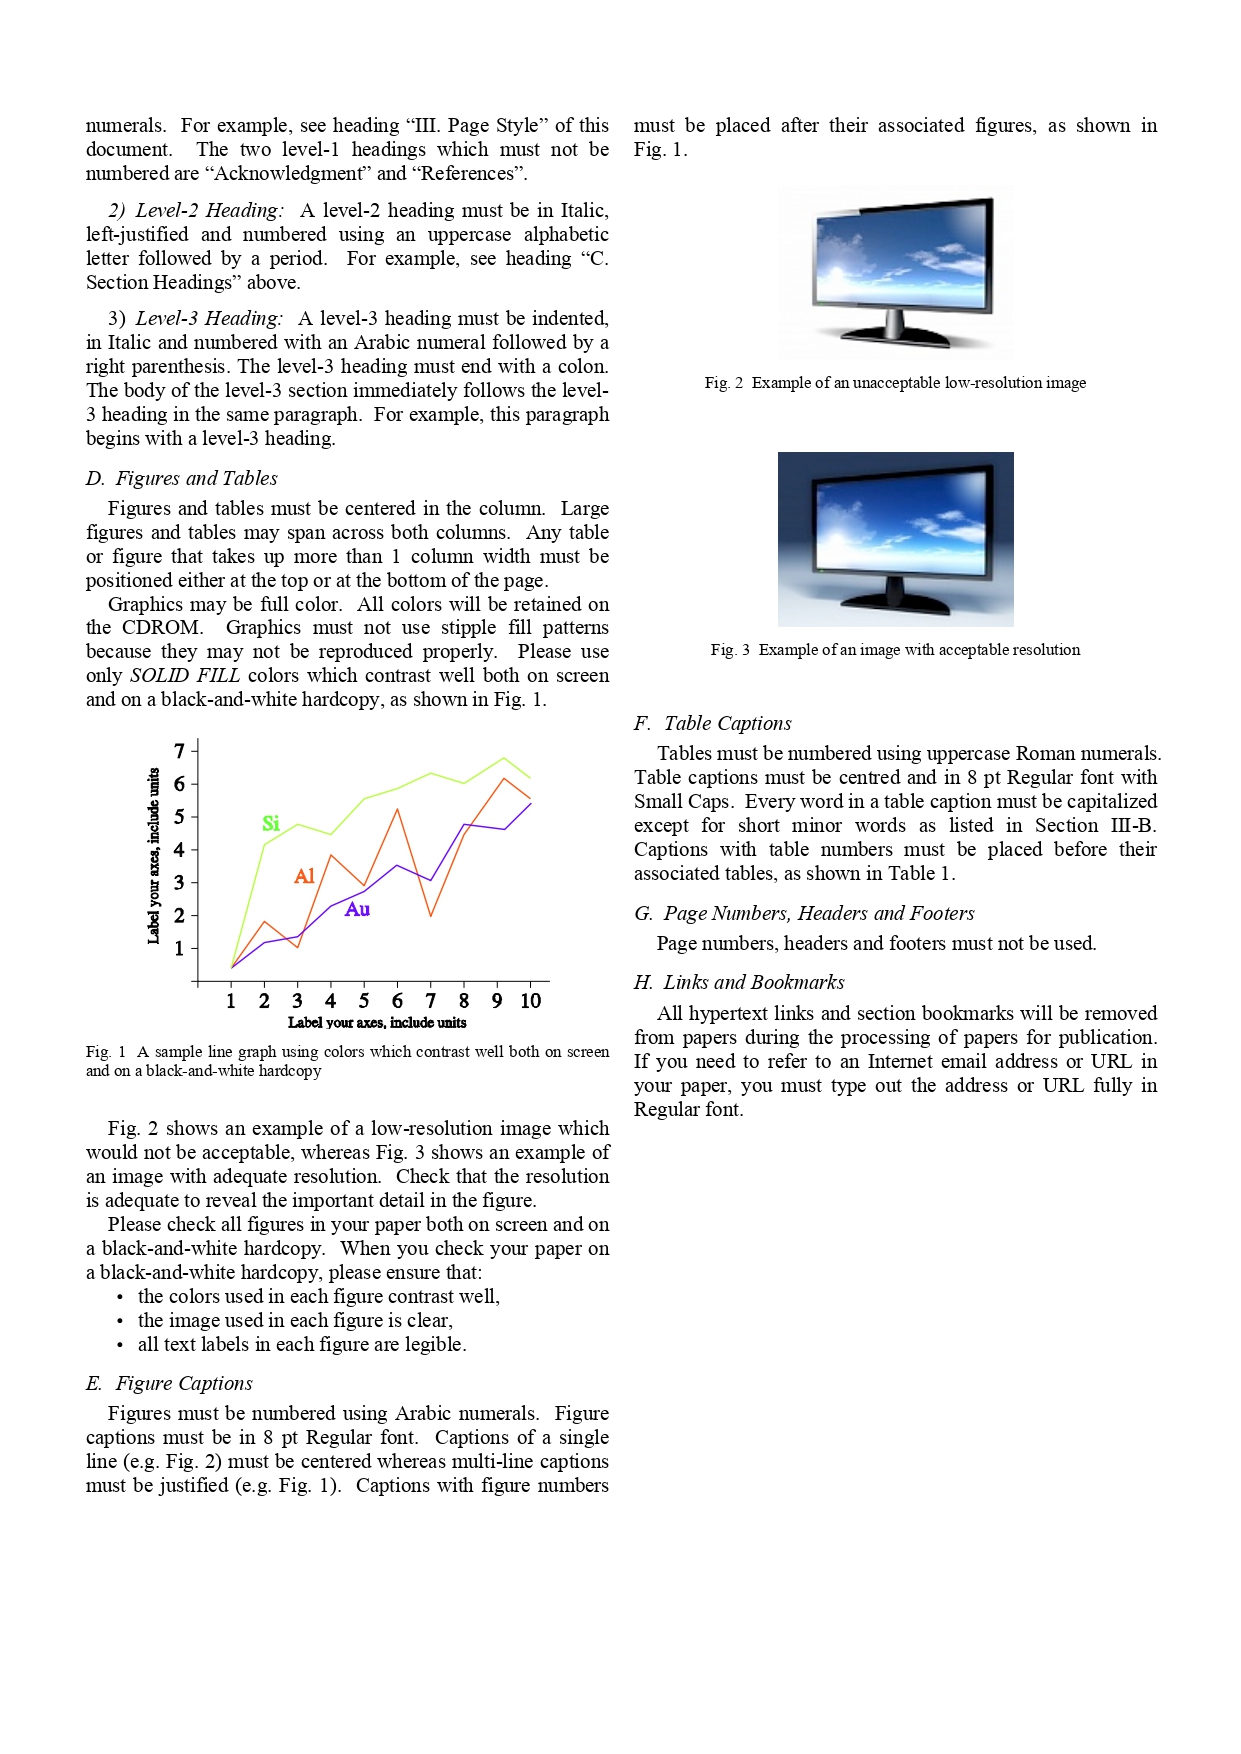 numerals. For example, see heading “III. Page Style” of this
document. The two level-1 headings which must not be
numbered are “Acknowledgment” and “References”.
2) Level-2 Heading: A level-2 heading must be in Italic,
left-justified and numbered using an uppercase alphabetic
letter followed by a period. For example, see heading “C.
Section Headings” above.
3) Level-3 Heading: A level-3 heading must be indented,
in Italic and numbered with an Arabic numeral followed by a
right parenthesis. The level-3 heading must end with a colon.
The body of the level-3 section immediately follows the level-
3 heading in the same paragraph. For example, this paragraph
begins with a level-3 heading.
D. Figures and Tables
Figures and tables must be centered in the column. Large
figures and tables may span across both columns. Any table
or figure that takes up more than 1 column width must be
positioned either at the top or at the bottom of the page.
Graphics may be full color. All colors will be retained on
the CDROM. Graphics must not use stipple fill patterns
because they may not be reproduced properly. Please use
only SOLID FILL colors which contrast well both on screen
and on a black-and-white hardcopy, as shown in Fig. 1.
Label your axes, include units
7
6
5
4
3
2
1
Si
Al
Au
1 2 3 4 5 6 7 8 9 10
Label your axes, include units
Fig. 1 A sample line graph using colors which contrast well both on screen
and on a black-and-white hardcopy
Fig. 2 shows an example of a low-resolution image which
would not be acceptable, whereas Fig. 3 shows an example of
an image with adequate resolution. Check that the resolution
is adequate to reveal the important detail in the figure.
Please check all figures in your paper both on screen and on
a black-and-white hardcopy. When you check your paper on
a black-and-white hardcopy, please ensure that:
• the colors used in each figure contrast well,
• the image used in each figure is clear,
• all text labels in each figure are legible.
E. Figure Captions
Figures must be numbered using Arabic numerals. Figure
captions must be in 8 pt Regular font. Captions of a single
line (e.g. Fig. 2) must be centered whereas multi-line captions
must be justified (e.g. Fig. 1). Captions with figure numbers
must be placed after their associated figures, as shown in
Fig. 1.
Fig. 2 Example of an unacceptable low-resolution image
Fig. 3 Example of an image with acceptable resolution
F. Table Captions
Tables must be numbered using uppercase Roman numerals.
Table captions must be centred and in 8 pt Regular font with
Small Caps. Every word in a table caption must be capitalized
except for short minor words as listed in Section III-B.
Captions with table numbers must be placed before their
associated tables, as shown in Table 1.
G. Page Numbers, Headers and Footers
Page numbers, headers and footers must not be used.
H. Links and Bookmarks
All hypertext links and section bookmarks will be removed
from papers during the processing of papers for publication.
If you need to refer to an Internet email address or URL in
your paper, you must type out the address or URL fully in
Regular font.